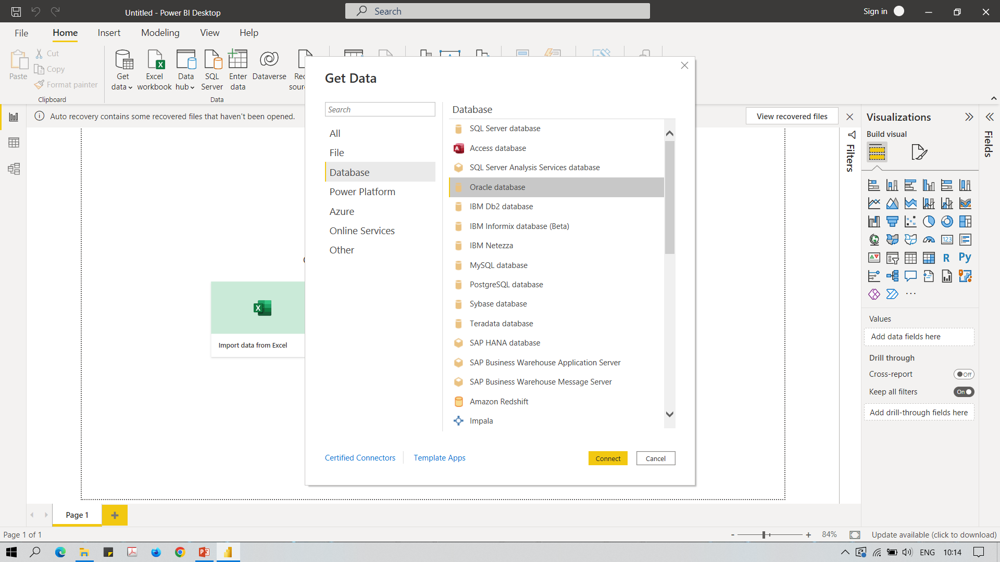 Untitled - Power BI Desktop
Search
Sign in
File Home Insert Modeling View Help
Paste
Cut
Copy
Format painter
Clipboard
Get data
Excel workbook
Data hub
SQL Server
Enter data
Dataverse
Data
Auto recovery contains some recovered files that haven't been opened.
View recovered files
Get Data
Search
All
File
Database
Power Platform
Azure
Online Services
Other
Database
SQL Server database
Access database
SQL Server Analysis Services database
Oracle database
IBM Db2 database
IBM Informix database (Beta)
IBM Netezza
MySQL database
PostgreSQL database
Sybase database
Teradata database
SAP HANA database
SAP Business Warehouse Application Server
SAP Business Warehouse Message Server
Amazon Redshift
Impala
Certified Connectors
Template Apps
Connect
Cancel
Import data from Excel
Filters
Visualizations
Build visual
123
R
Py
Values
Add data fields here
Drill through
Cross-report
Off
Keep all filters
On
Add drill-through fields here
Fields
Page 1
Page 1 of 1
- + 84%
Update available (click to download)
ENG
10:14